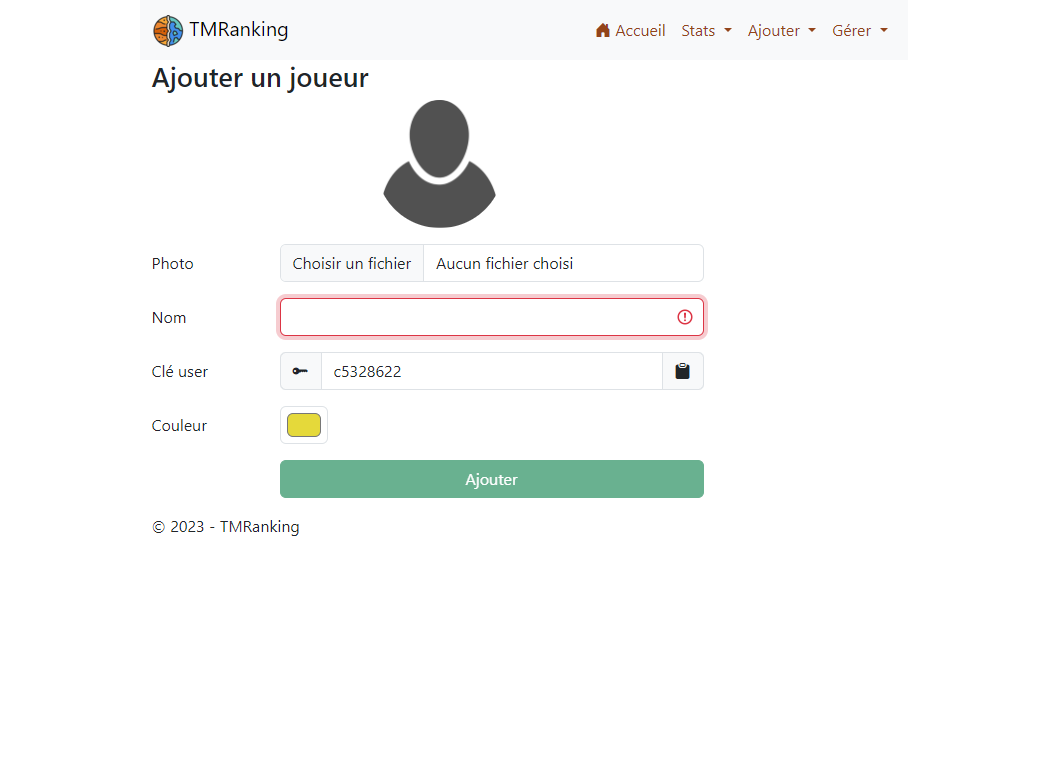 TMRanking Accueil Stats Ajouter Gérer
Ajouter un joueur
Photo Choisir un fichier Aucun fichier choisi
Nom
Clé user c5328622
Couleur
Ajouter
© 2023 - TMRanking